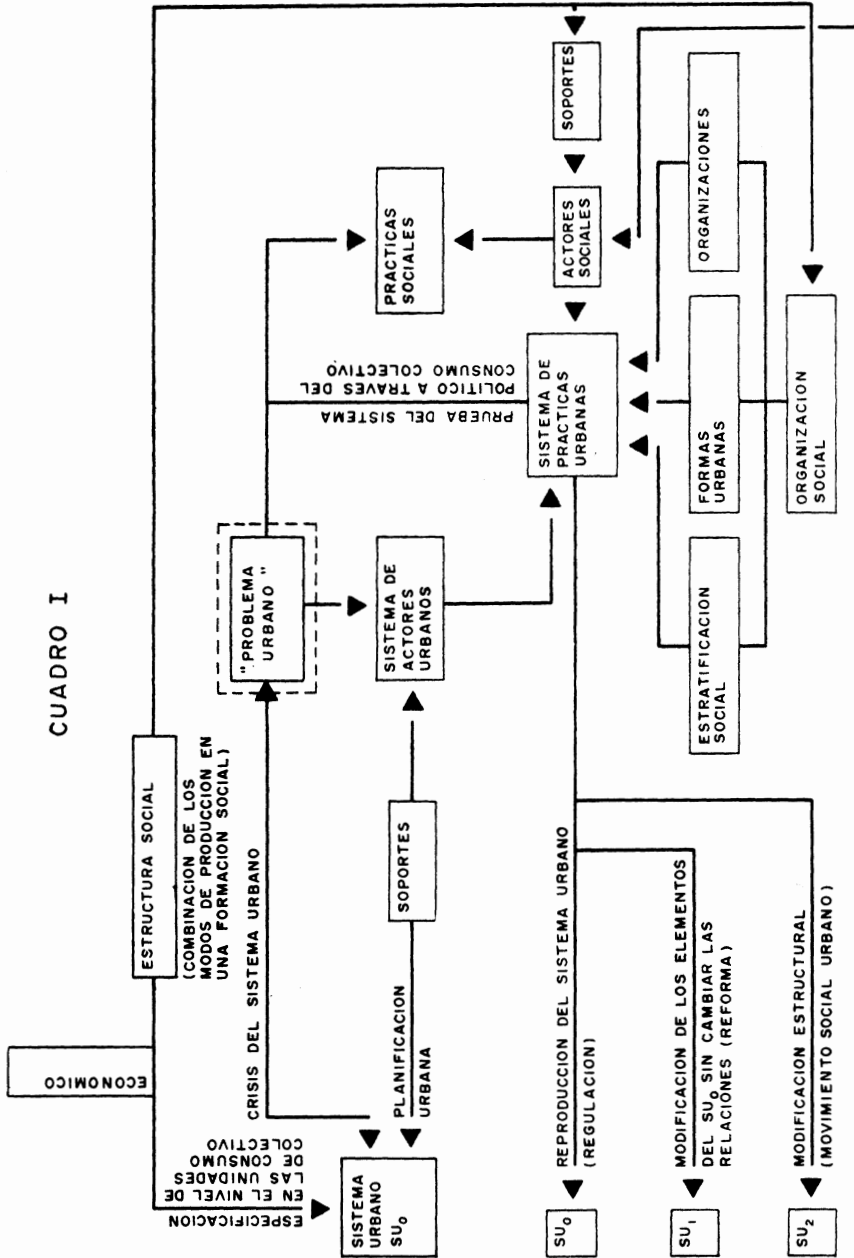 CUADRO I
ECONOMICO
ESTRUCTURA SOCIAL
(COMBINACION DE LOS
MODOS DE PRODUCCION EN
UNA FORMACION SOCIAL)
ESPECIFICACION
EN EL NIVEL DE
LAS UNIDADES
DE CONSUMO
COLECTIVO
SISTEMA
URBANO
SU₀
CRISIS DEL SISTEMA URBANO
"PROBLEMA
URBANO"
PLANIFICACION
URBANA
SOPORTES
SISTEMA DE
ACTORES
URBANOS
PRUEBA DEL SISTEMA
POLITICO A TRAVES DEL
CONSUMO COLECTIVO
PRACTICAS
SOCIALES
SISTEMA DE
PRACTICAS
URBANAS
ACTORES
SOCIALES
SOPORTES
SU₀
REPRODUCCION DEL SISTEMA URBANO
(REGULACION)
SU₁
MODIFICACION DE LOS ELEMENTOS
DEL SU₀ SIN CAMBIAR LAS
RELACIONES (REFORMA)
SU₂
MODIFICACION ESTRUCTURAL
(MOVIMIENTO SOCIAL URBANO)
ESTRATIFICACION
SOCIAL
FORMAS
URBANAS
ORGANIZACIONES
ORGANIZACION
SOCIAL